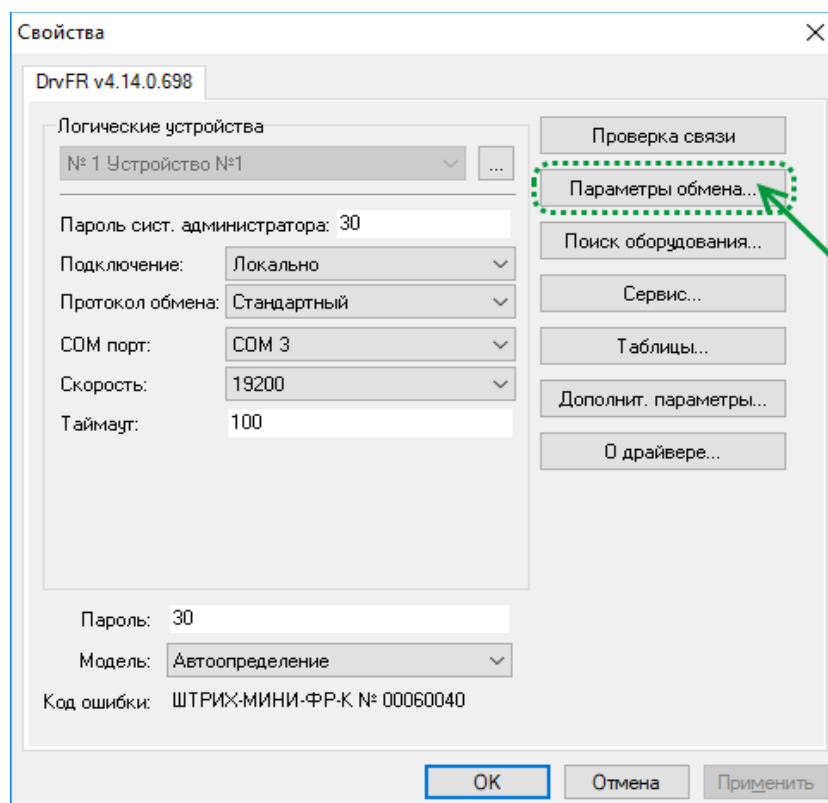 Свойства
DrvFR v4.14.0.698
Логические устройства
№ 1 Устройство №1
...
Пароль сист. администратора: 30
Подключение: Локально
Протокол обмена: Стандартный
COM порт: COM 3
Скорость: 19200
Таймаут: 100
Проверка связи
Параметры обмена...
Поиск оборудования...
Сервис...
Таблицы...
Дополнит. параметры...
О драйвере...
Пароль: 30
Модель: Автоопределение
Код ошибки: ШТРИХ-МИНИ-ФР-К № 00060040
OK Отмена Применить